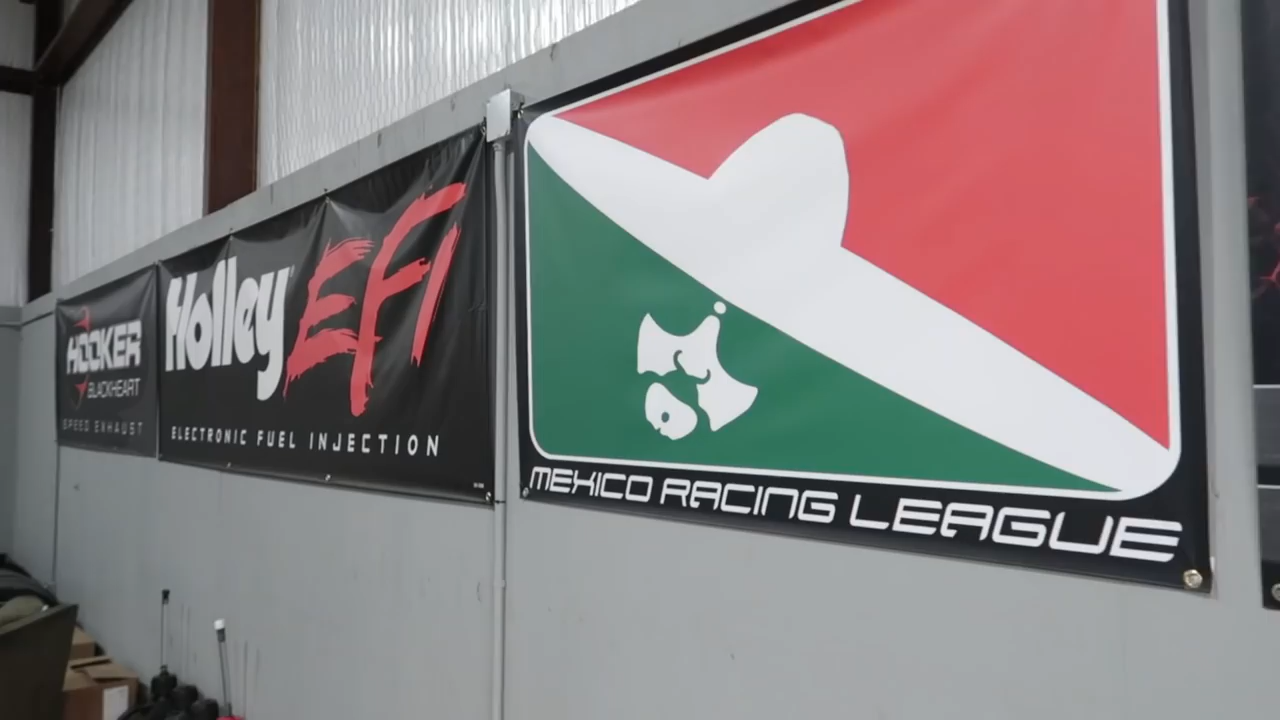 HOOKER
BLACKHEART
SPEED EXHAUST
Holley EFI
ELECTRONIC FUEL INJECTION
MEXICO RACING LEAGUE